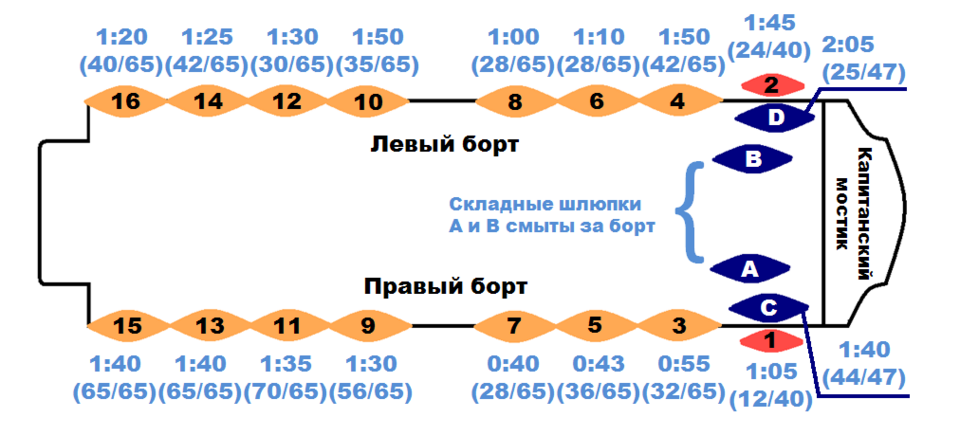 1:20 1:25 1:30 1:50 1:00 1:10 1:50 1:45
(40/65) (42/65) (30/65) (35/65) (28/65) (28/65) (42/65) (24/40)
2:05
(25/47)
16 14 12 10 8 6 4 2
D
Левый борт
B
Складные шлюпки
А и В смыты за борт
{
Капитанский
мостик
A
Правый борт
C
15 13 11 9 7 5 3 1
1:40 1:40 1:35 1:30 0:40 0:43 0:55 1:05
(65/65) (65/65) (70/65) (56/65) (28/65) (36/65) (32/65) (12/40)
1:40
(44/47)